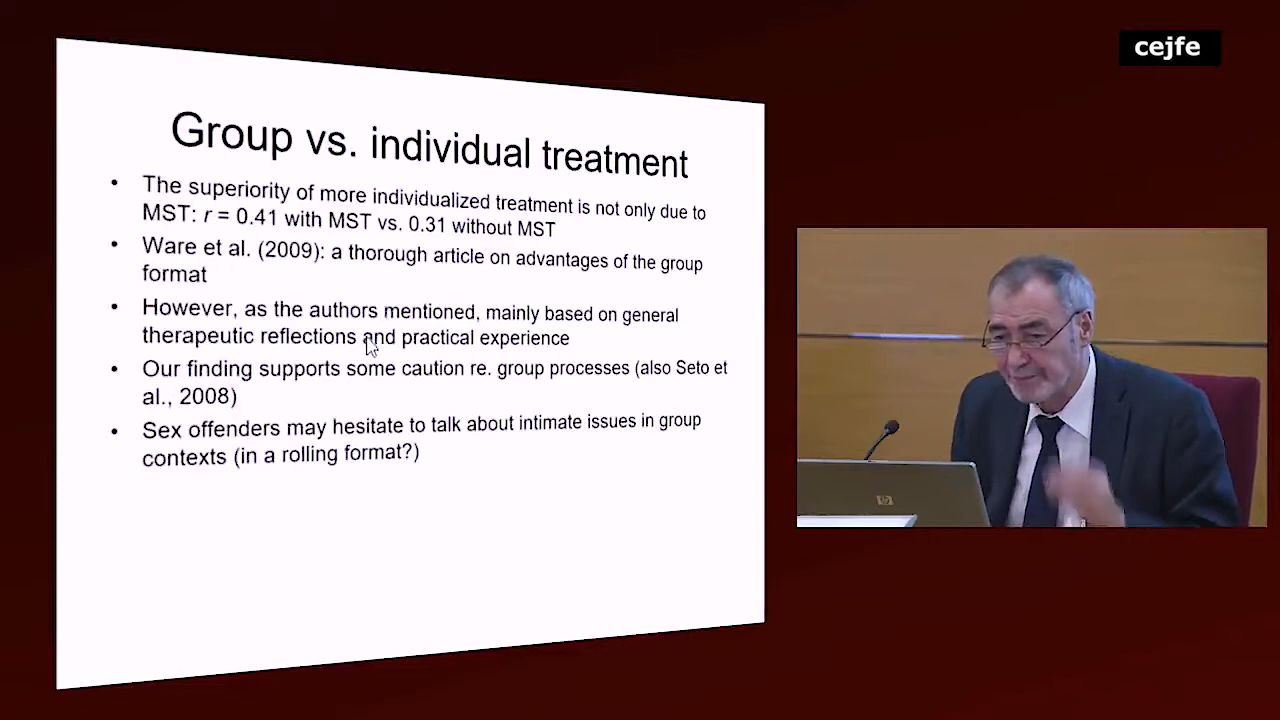 cejfe
Group vs. individual treatment
• The superiority of more individualized treatment is not only due to
MST: r = 0.41 with MST vs. 0.31 without MST
• Ware et al. (2009): a thorough article on advantages of the group
format
• However, as the authors mentioned, mainly based on general
therapeutic reflections and practical experience
• Our finding supports some caution re. group processes (also Seto et
al., 2008)
• Sex offenders may hesitate to talk about intimate issues in group
contexts (in a rolling format?)
hp